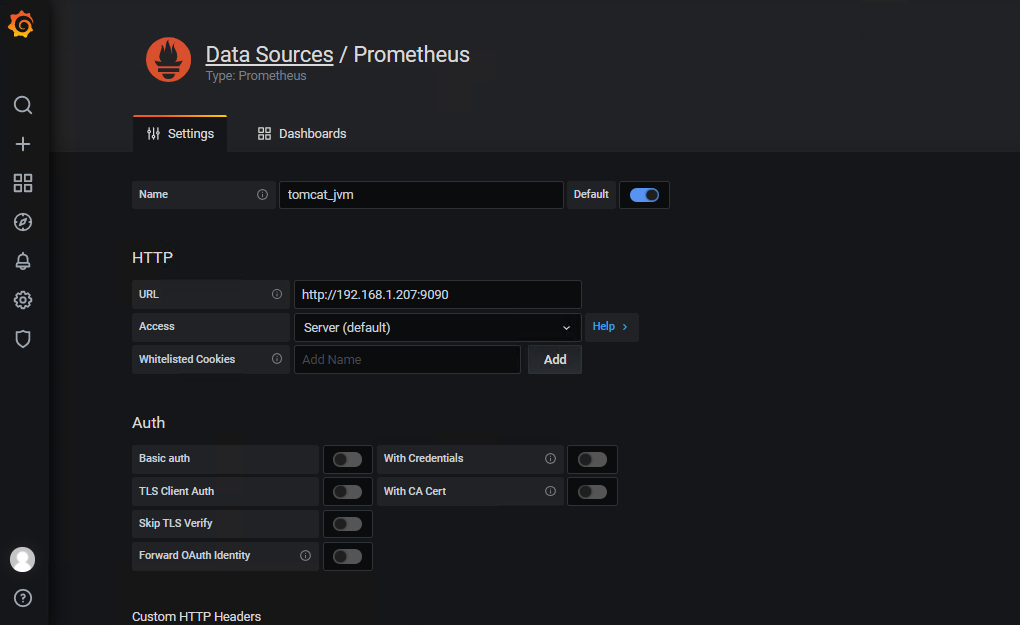 Data Sources / Prometheus
Type: Prometheus
Settings
Dashboards
Name
tomcat_jvm
Default
HTTP
URL
http://192.168.1.207:9090
Access
Server (default)
Help
Whitelisted Cookies
Add Name
Add
Auth
Basic auth
With Credentials
TLS Client Auth
With CA Cert
Skip TLS Verify
Forward OAuth Identity
Custom HTTP Headers